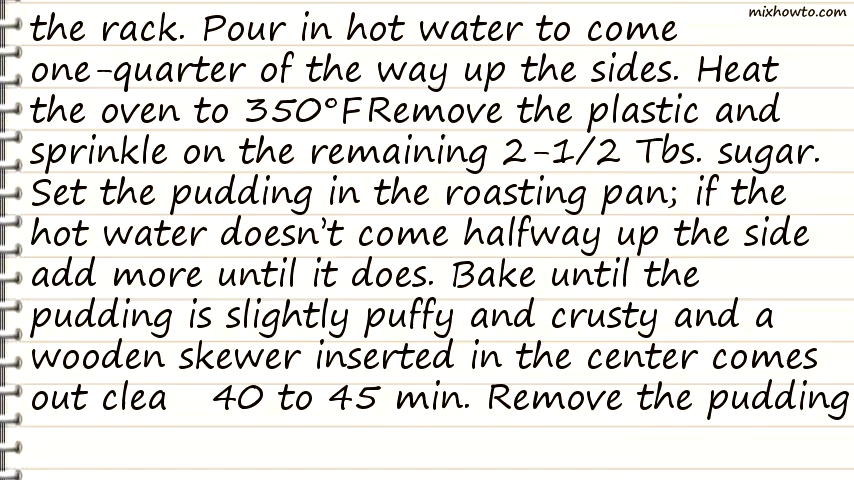 mixhowto.com
the rack. Pour in hot water to come
one-quarter of the way up the sides. Heat
the oven to 350°FRemove the plastic and
sprinkle on the remaining 2-1/2 Tbs. sugar.
Set the pudding in the roasting pan; if the
hot water doesn't come halfway up the side
add more until it does. Bake until the
pudding is slightly puffy and crusty and a
wooden skewer inserted in the center comes
out clea 40 to 45 min. Remove the pudding